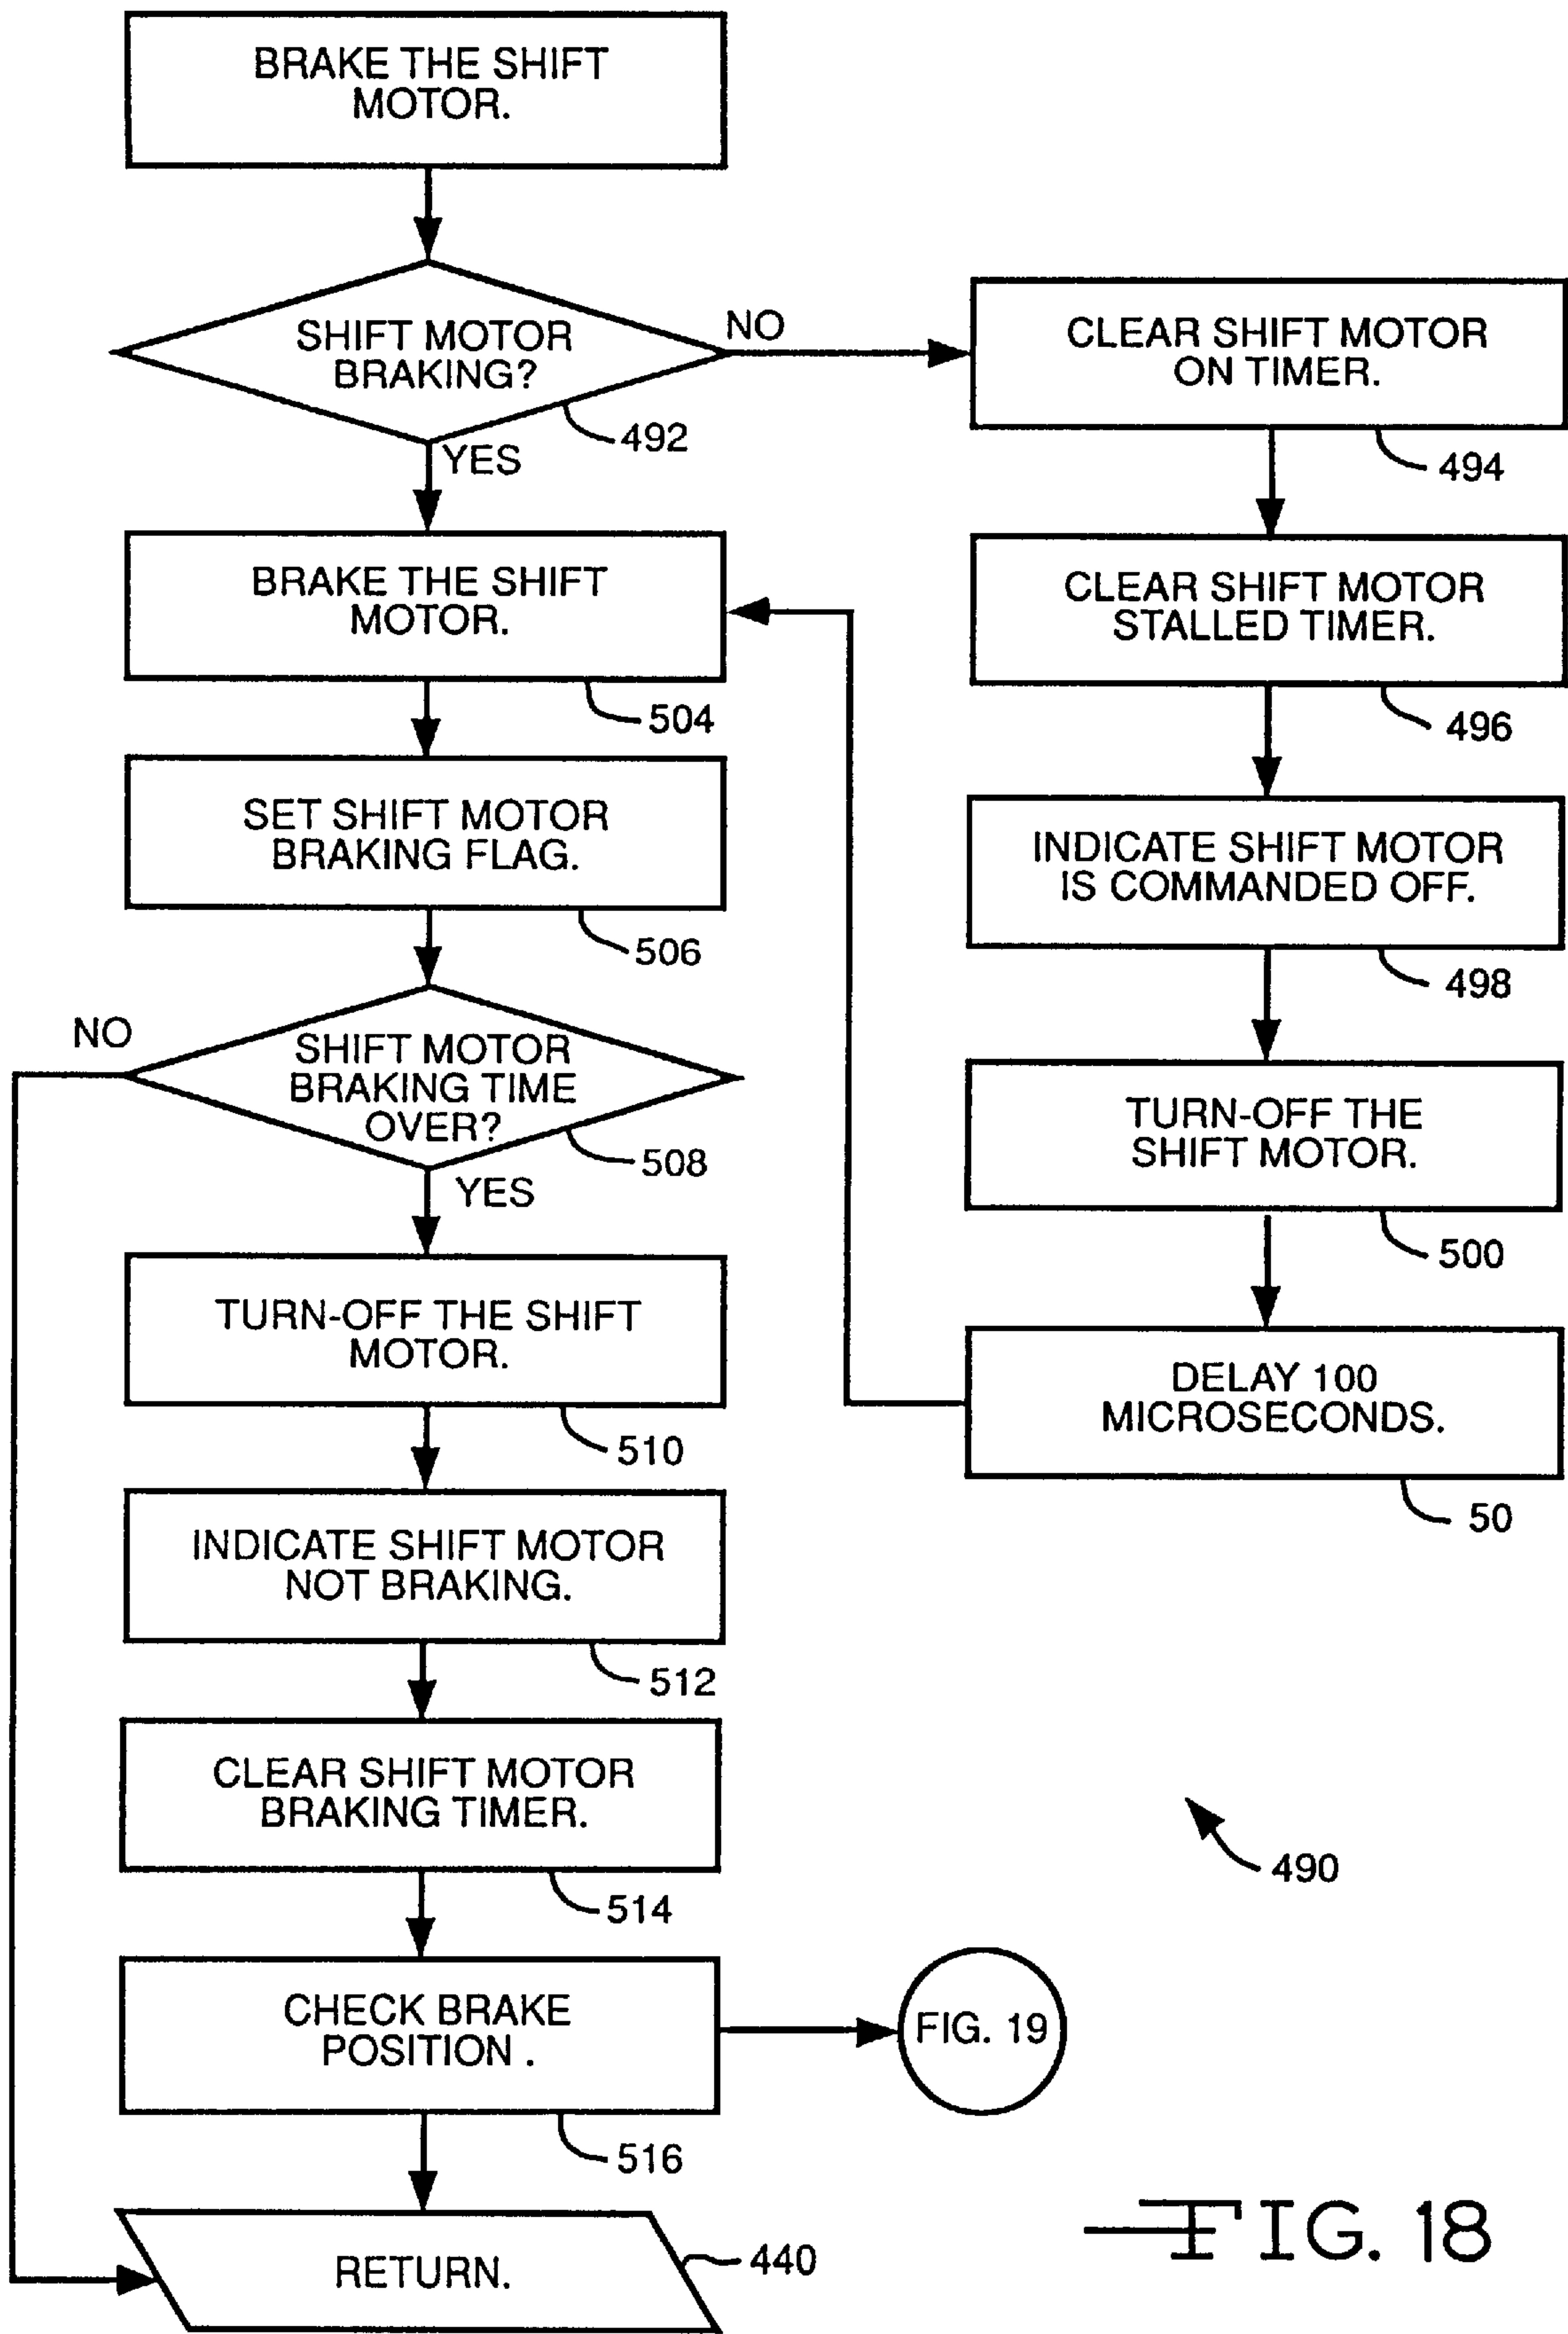 BRAKE THE SHIFT
MOTOR.
SHIFT MOTOR
BRAKING?
492
NO
YES
CLEAR SHIFT MOTOR
ON TIMER.
494
CLEAR SHIFT MOTOR
STALLED TIMER.
496
INDICATE SHIFT MOTOR
IS COMMANDED OFF.
498
TURN-OFF THE
SHIFT MOTOR.
500
DELAY 100
MICROSECONDS.
50
BRAKE THE SHIFT
MOTOR.
504
SET SHIFT MOTOR
BRAKING FLAG.
506
SHIFT MOTOR
BRAKING TIME
OVER?
508
NO
YES
TURN-OFF THE SHIFT
MOTOR.
510
INDICATE SHIFT MOTOR
NOT BRAKING.
512
CLEAR SHIFT MOTOR
BRAKING TIMER.
514
490
CHECK BRAKE
POSITION .
516
FIG. 19
RETURN.
440
FIG. 18